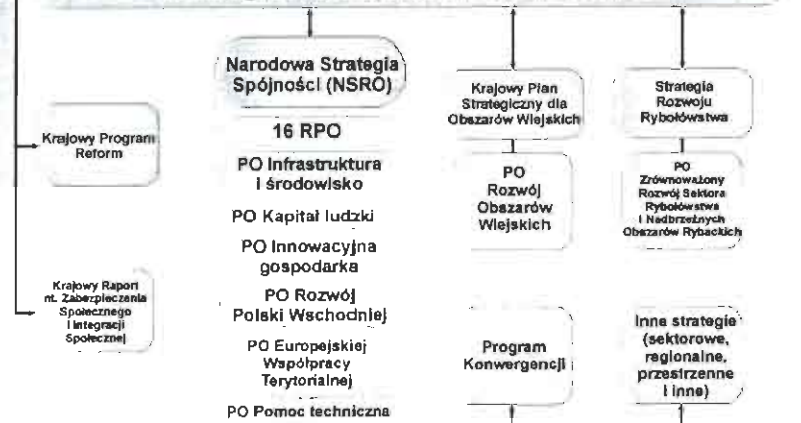 Narodowa Strategia
Spójności (NSRO)
Krajowy Plan
Strategiczny dla
Obszarów Wiejskich
Strategia
Rozwoju
Rybołówstwa
Krajowy Program
Reform
16 RPO
PO Infrastruktura
i środowisko
PO Kapitał ludzki
PO Innowacyjna
gospodarka
PO Rozwój
Polski Wschodniej
PO Europejskiej
Współpracy
Terytorialnej
PO Pomoc techniczna
PO
Rozwój
Obszarów
Wiejskich
PO
Zrównoważony
Rozwój Sektora
Rybołówstwa
i Nadbrzeżnych
Obszarów Rybackich
Krajowy Raport
nt. Zabezpieczenia
Społecznego
i Integracji
Społecznej
Program
Konwergencji
Inne strategie
(sektorowe,
regionalne,
przestrzenne
i inne)